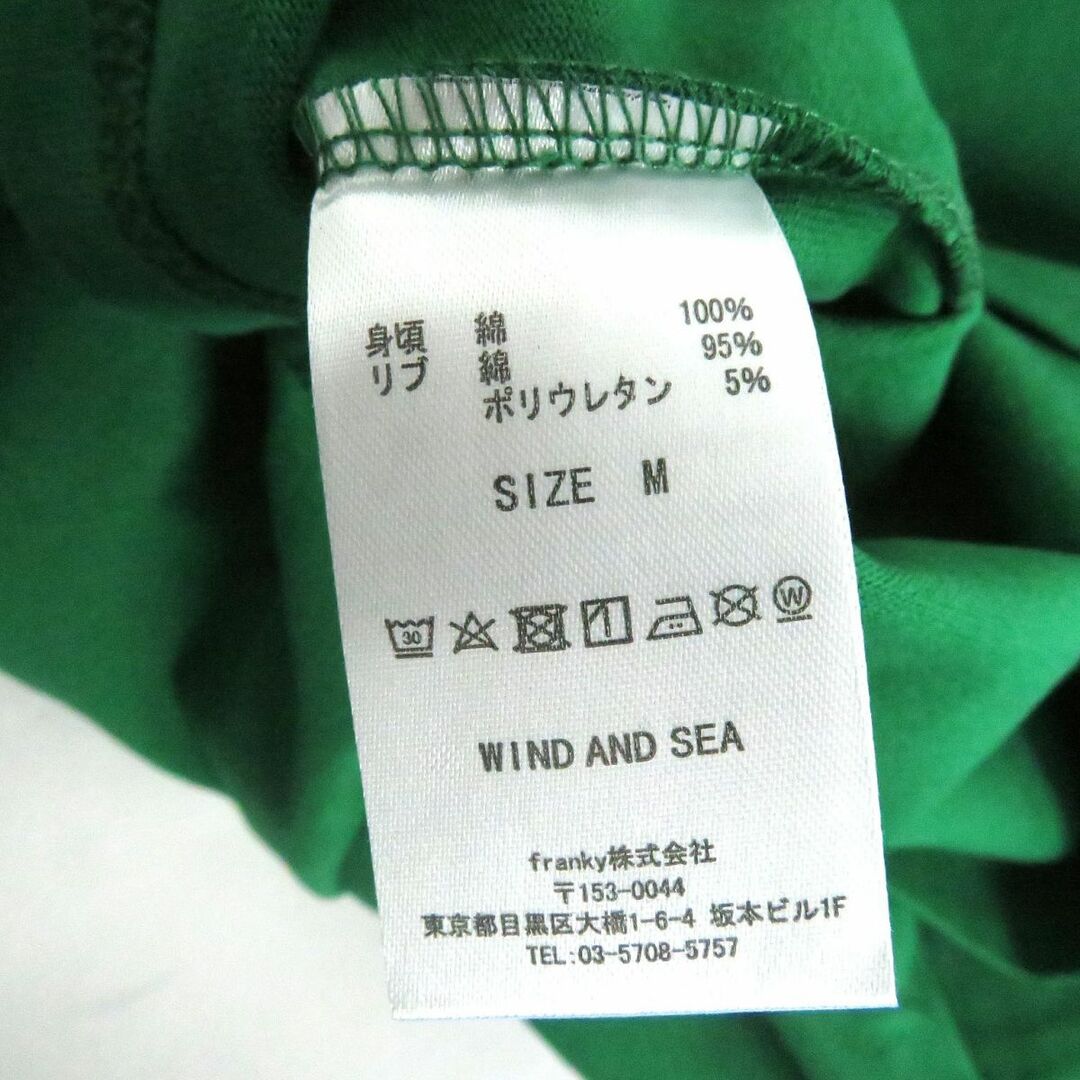 身頃 綿 100%
リブ 綿 95%
ポリウレタン 5%
SIZE M
30 W
WIND AND SEA
franky株式会社
〒153-0044
東京都目黒区大橋1-6-4 坂本ビル1F
TEL:03-5708-5757